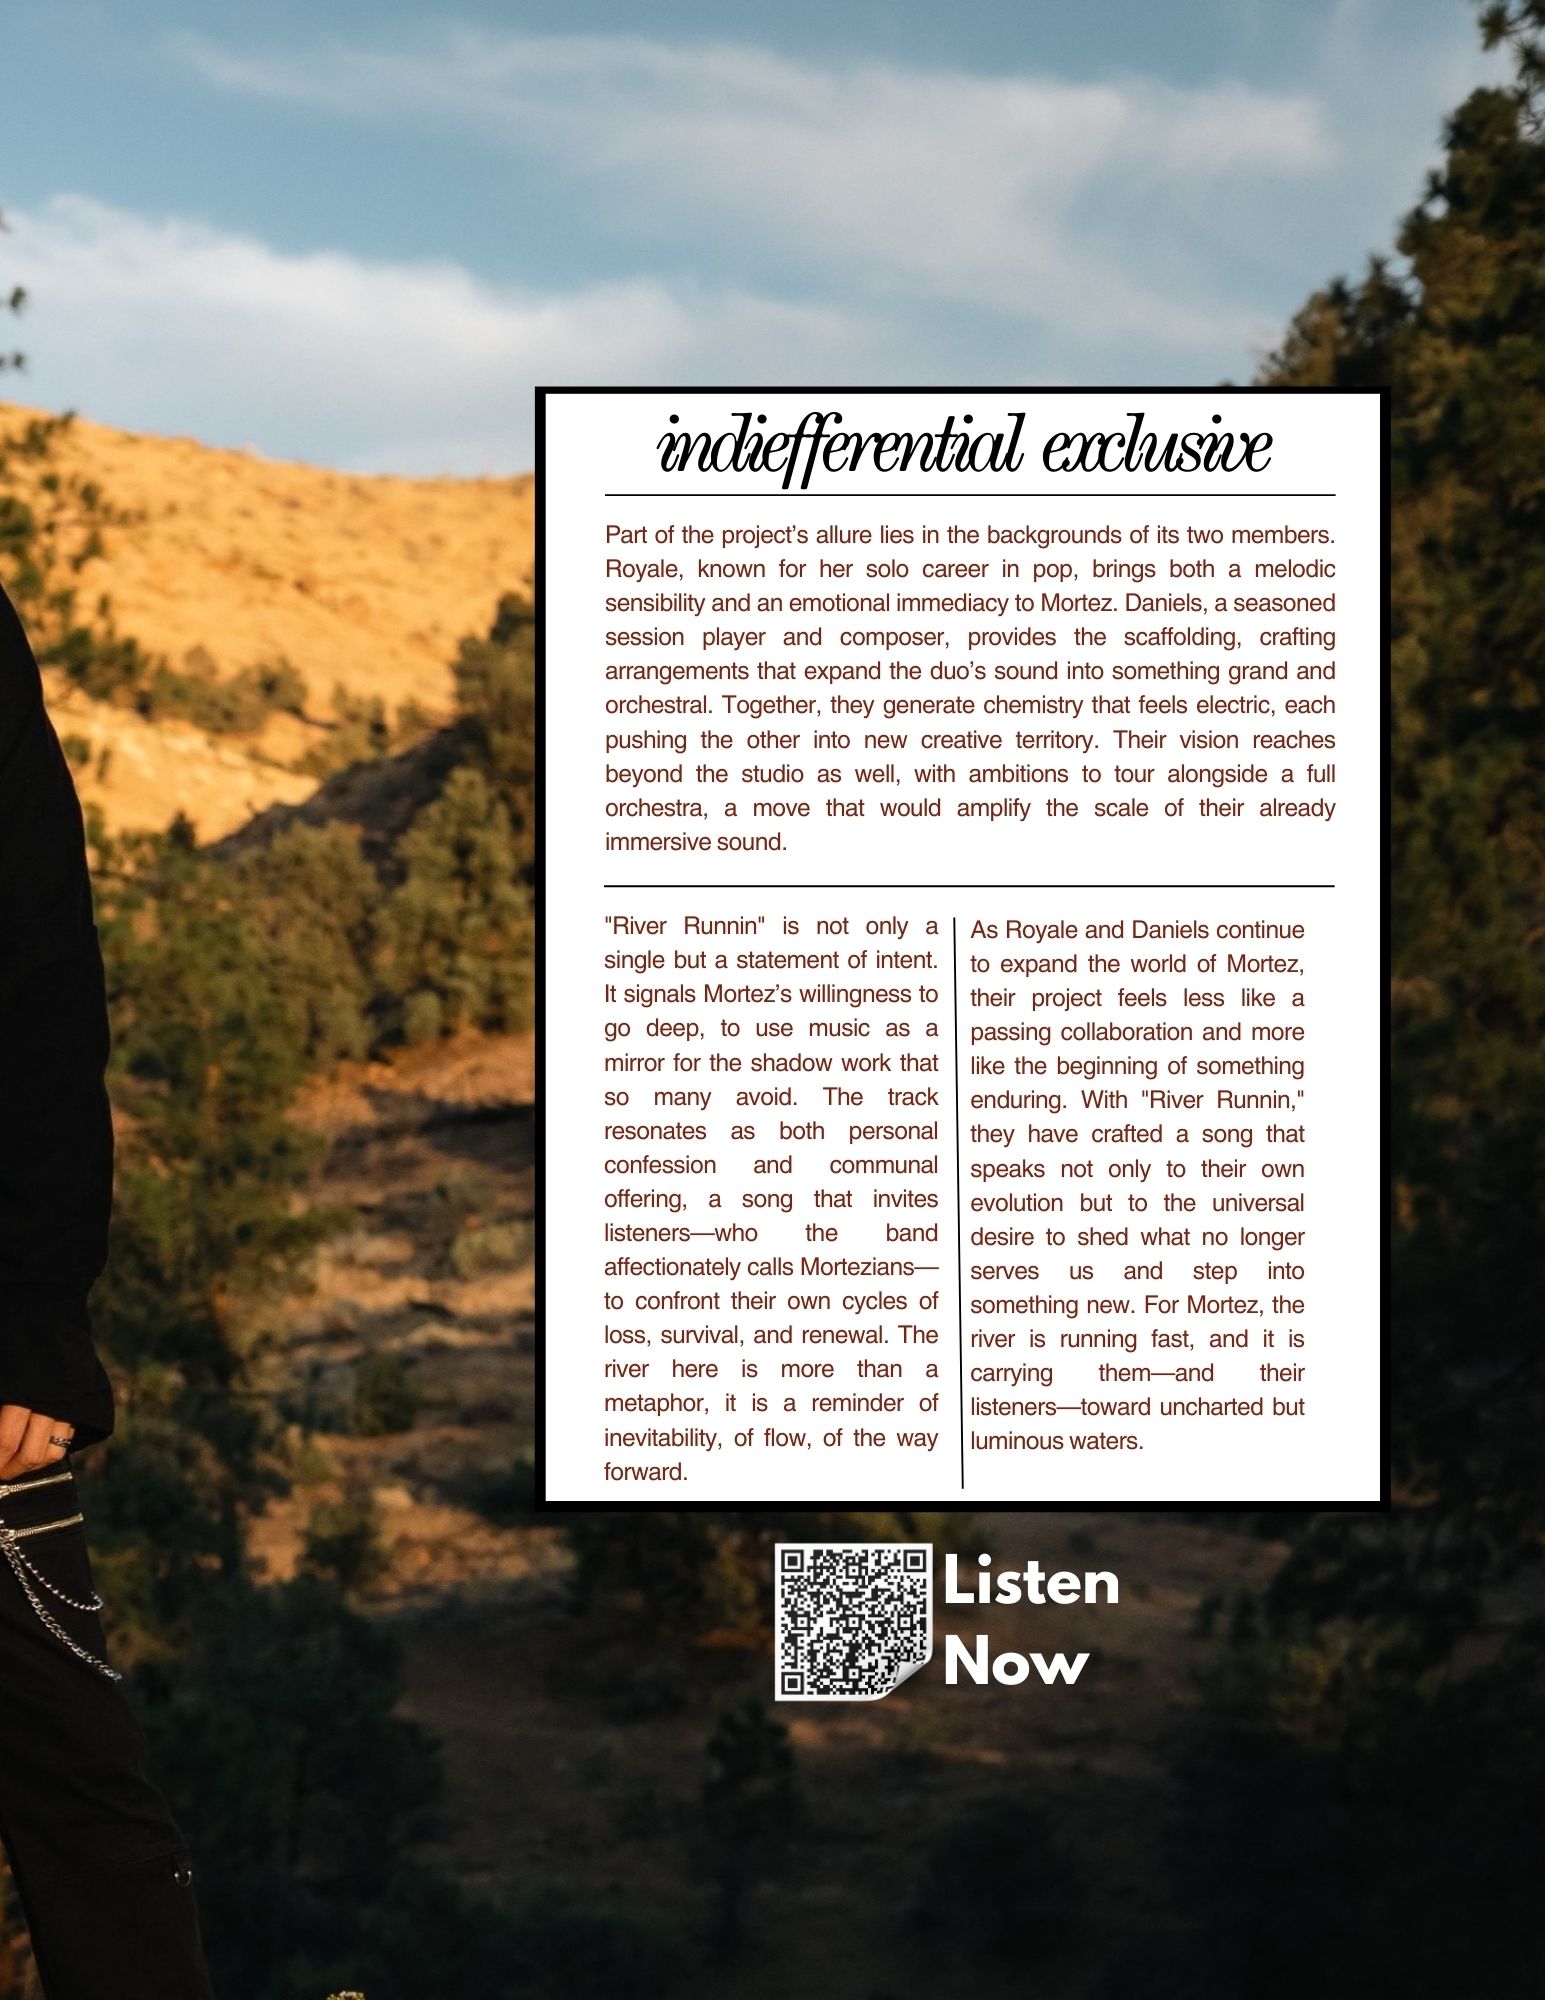 indiefferential exclusive
Part of the project’s allure lies in the backgrounds of its two members.
Royale, known for her solo career in pop, brings both a melodic
sensibility and an emotional immediacy to Mortez. Daniels, a seasoned
session player and composer, provides the scaffolding, crafting
arrangements that expand the duo’s sound into something grand and
orchestral. Together, they generate chemistry that feels electric, each
pushing the other into new creative territory. Their vision reaches
beyond the studio as well, with ambitions to tour alongside a full
orchestra, a move that would amplify the scale of their already
immersive sound.
"River Runnin" is not only a
single but a statement of intent.
It signals Mortez’s willingness to
go deep, to use music as a
mirror for the shadow work that
so many avoid. The track
resonates as both personal
confession and communal
offering, a song that invites
listeners—who the band
affectionately calls Mortezians—
to confront their own cycles of
loss, survival, and renewal. The
river here is more than a
metaphor, it is a reminder of
inevitability, of flow, of the way
forward.
As Royale and Daniels continue
to expand the world of Mortez,
their project feels less like a
passing collaboration and more
like the beginning of something
enduring. With "River Runnin,"
they have crafted a song that
speaks not only to their own
evolution but to the universal
desire to shed what no longer
serves us and step into
something new. For Mortez, the
river is running fast, and it is
carrying them—and their
listeners—toward uncharted but
luminous waters.
Listen
Now